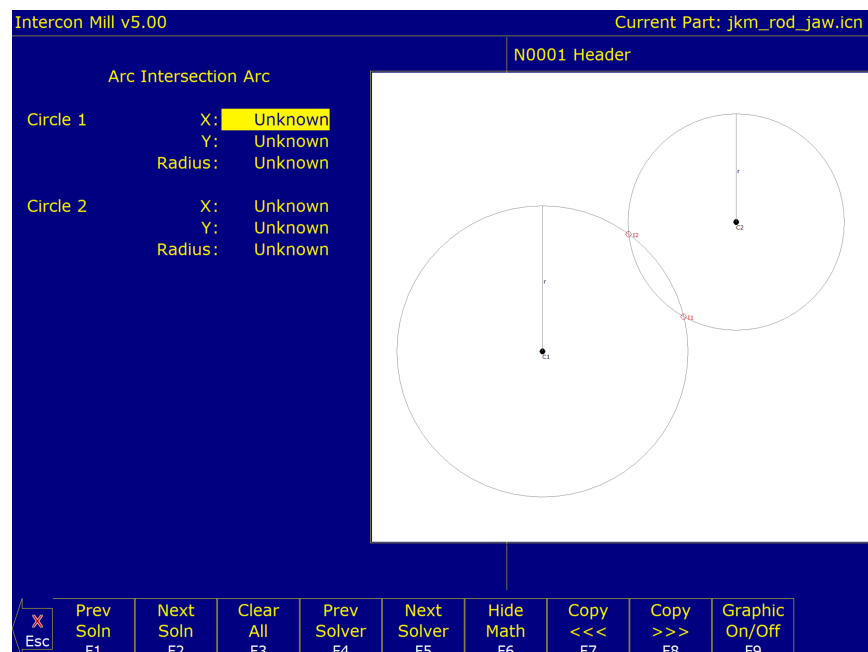 Intercon Mill v5.00 Current Part: jkm_rod_jaw.icn
N0001 Header
Arc Intersection Arc
Circle 1 X: Unknown
Y: Unknown
Radius: Unknown
Circle 2 X: Unknown
Y: Unknown
Radius: Unknown
r
C2
I2
r
I1
C1
X Esc
Prev Soln F1
Next Soln F2
Clear All F3
Prev Solver F4
Next Solver F5
Hide Math F6
Copy <<< F7
Copy >>> F8
Graphic On/Off F9